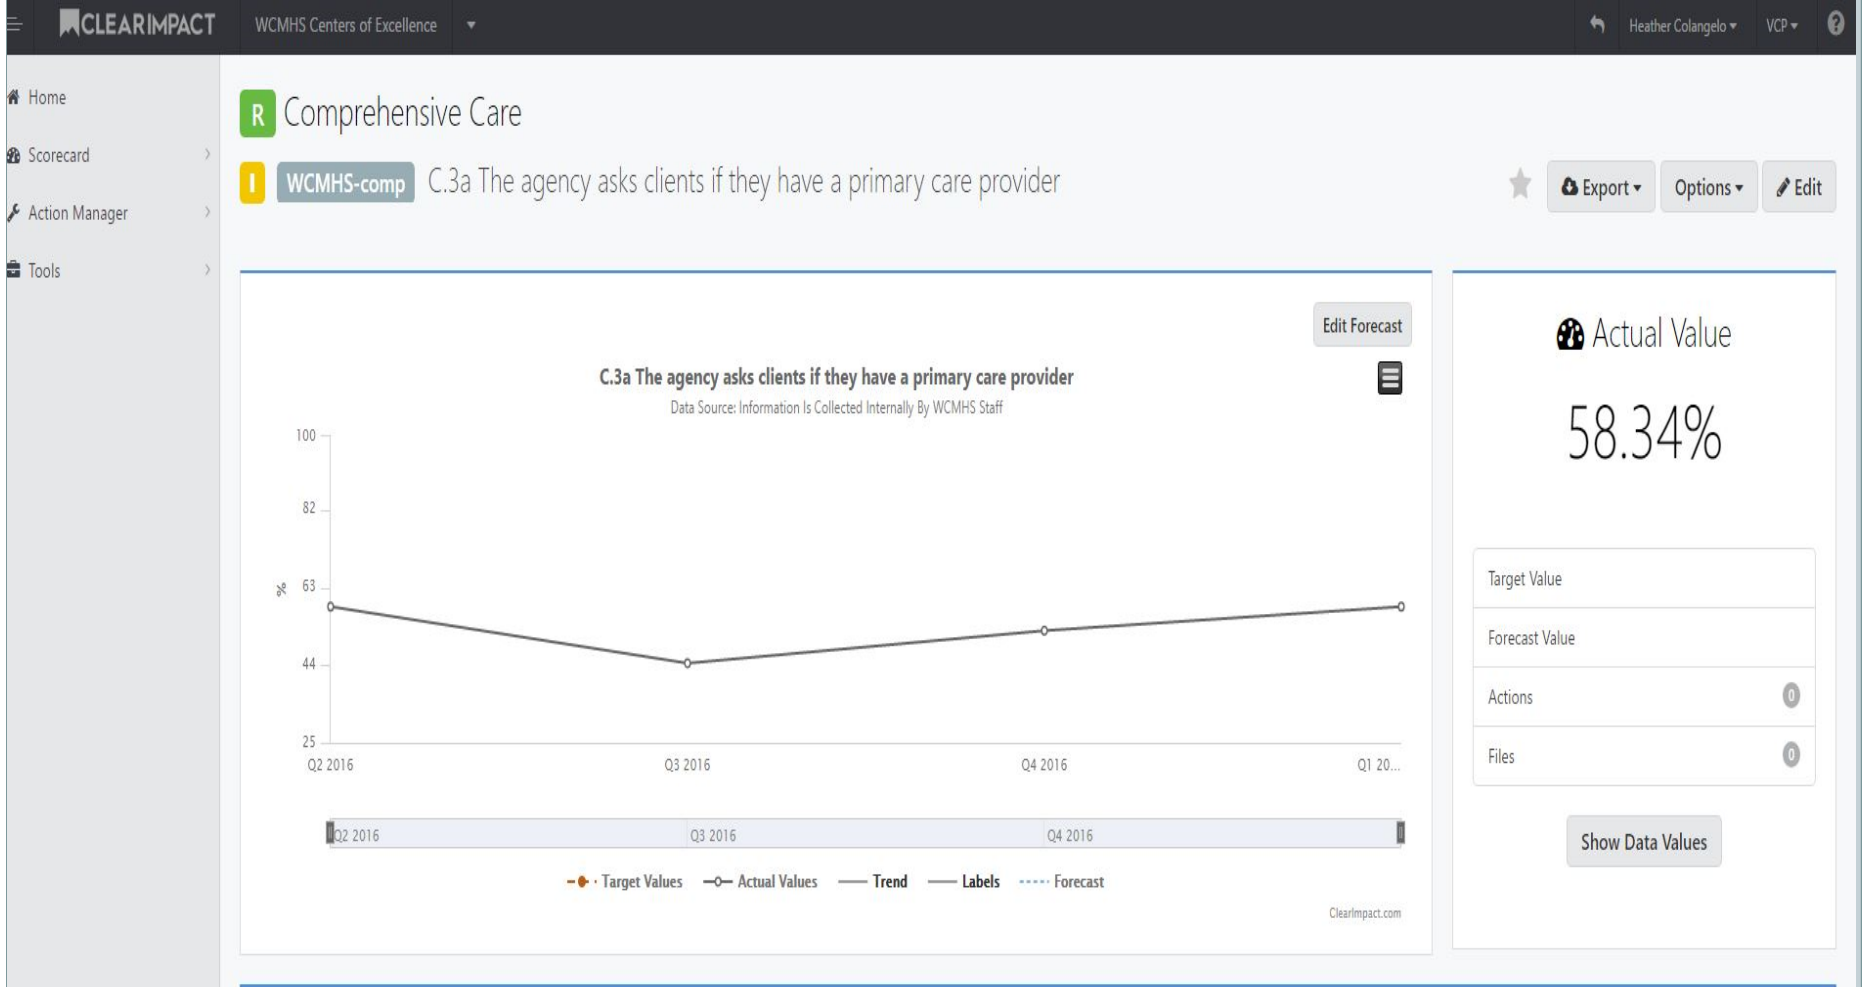 CLEARIMPACT
WCMHS Centers of Excellence
Heather Colangelo
VCP
?
Home
Scorecard
Action Manager
Tools
R Comprehensive Care
I WCMHS-comp C.3a The agency asks clients if they have a primary care provider
Export
Options
Edit
Edit Forecast
C.3a The agency asks clients if they have a primary care provider
Data Source: Information Is Collected Internally By WCMHS Staff
100
82
63
44
25
%
Q2 2016 Q3 2016 Q4 2016 Q1 20...
Q2 2016 Q3 2016 Q4 2016
Target Values Actual Values Trend Labels Forecast
ClearImpact.com
Actual Value
58.34%
Target Value
Forecast Value
Actions 0
Files 0
Show Data Values